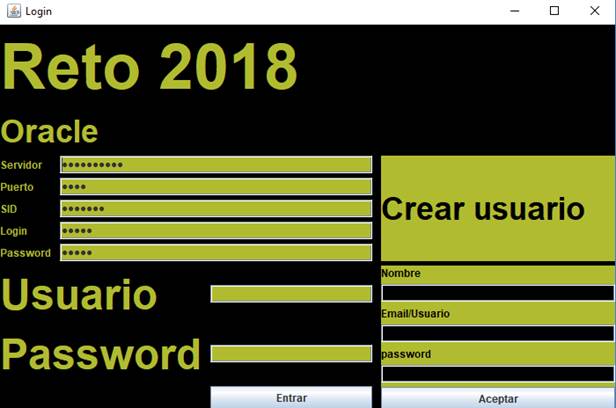 Login
Reto 2018
Oracle
Servidor ••••••••••
Puerto ••••
SID •••••••
Login •••••
Password •••••
Usuario
Password
Entrar
Crear usuario
Nombre
Email/Usuario
password
Aceptar